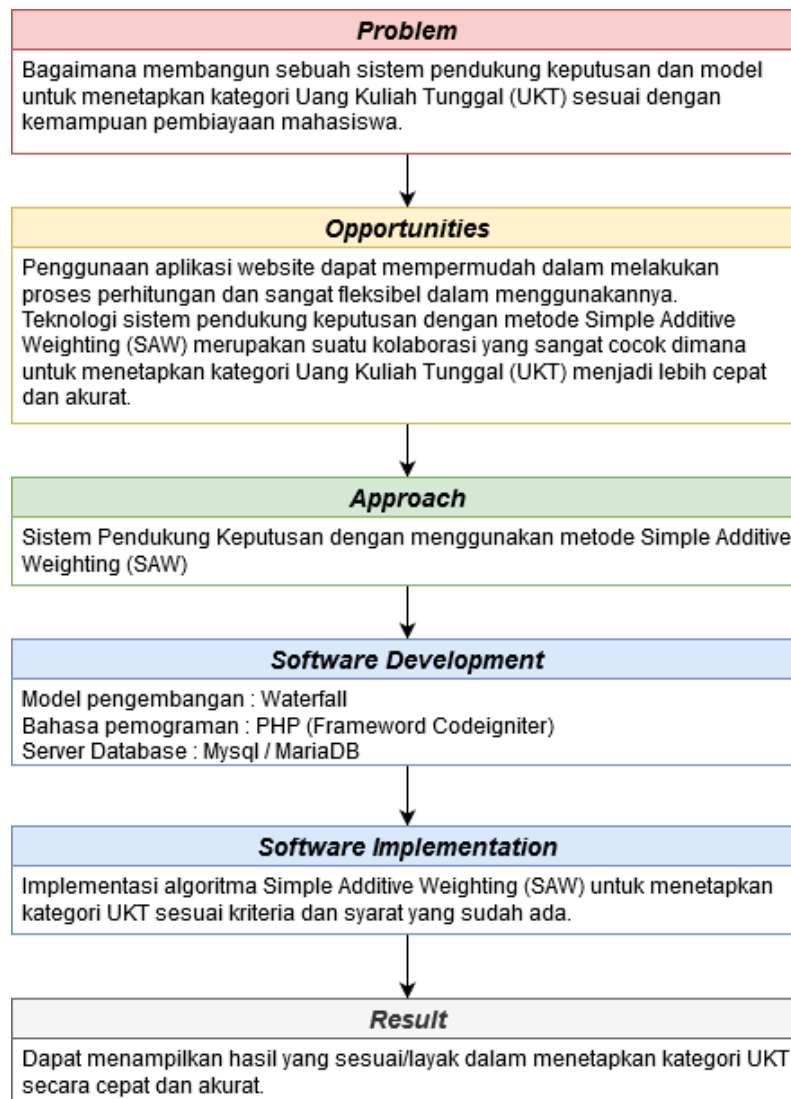 Problem
Bagaimana membangun sebuah sistem pendukung keputusan dan model
untuk menetapkan kategori Uang Kuliah Tunggal (UKT) sesuai dengan
kemampuan pembiayaan mahasiswa.
Opportunities
Penggunaan aplikasi website dapat mempermudah dalam melakukan
proses perhitungan dan sangat fleksibel dalam menggunakannya.
Teknologi sistem pendukung keputusan dengan metode Simple Additive
Weighting (SAW) merupakan suatu kolaborasi yang sangat cocok dimana
untuk menetapkan kategori Uang Kuliah Tunggal (UKT) menjadi lebih cepat
dan akurat.
Approach
Sistem Pendukung Keputusan dengan menggunakan metode Simple Additive
Weighting (SAW)
Software Development
Model pengembangan : Waterfall
Bahasa pemograman : PHP (Frameword Codeigniter)
Server Database : Mysql / MariaDB
Software Implementation
Implementasi algoritma Simple Additive Weighting (SAW) untuk menetapkan
kategori UKT sesuai kriteria dan syarat yang sudah ada.
Result
Dapat menampilkan hasil yang sesuai/layak dalam menetapkan kategori UKT
secara cepat dan akurat.